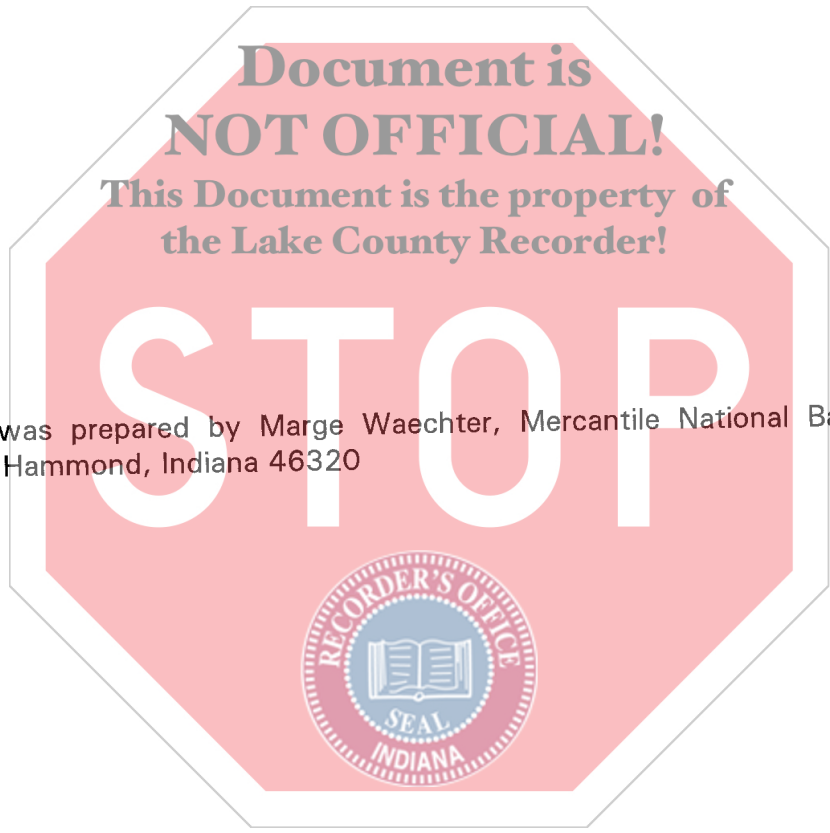 Document is
NOT OFFICIAL!
This Document is the property of
the Lake County Recorder!
STOP
was prepared by Marge Waechter, Mercantile National
Hammond, Indiana 46320
RECORDER'S OFFICE
SEAL
INDIANA